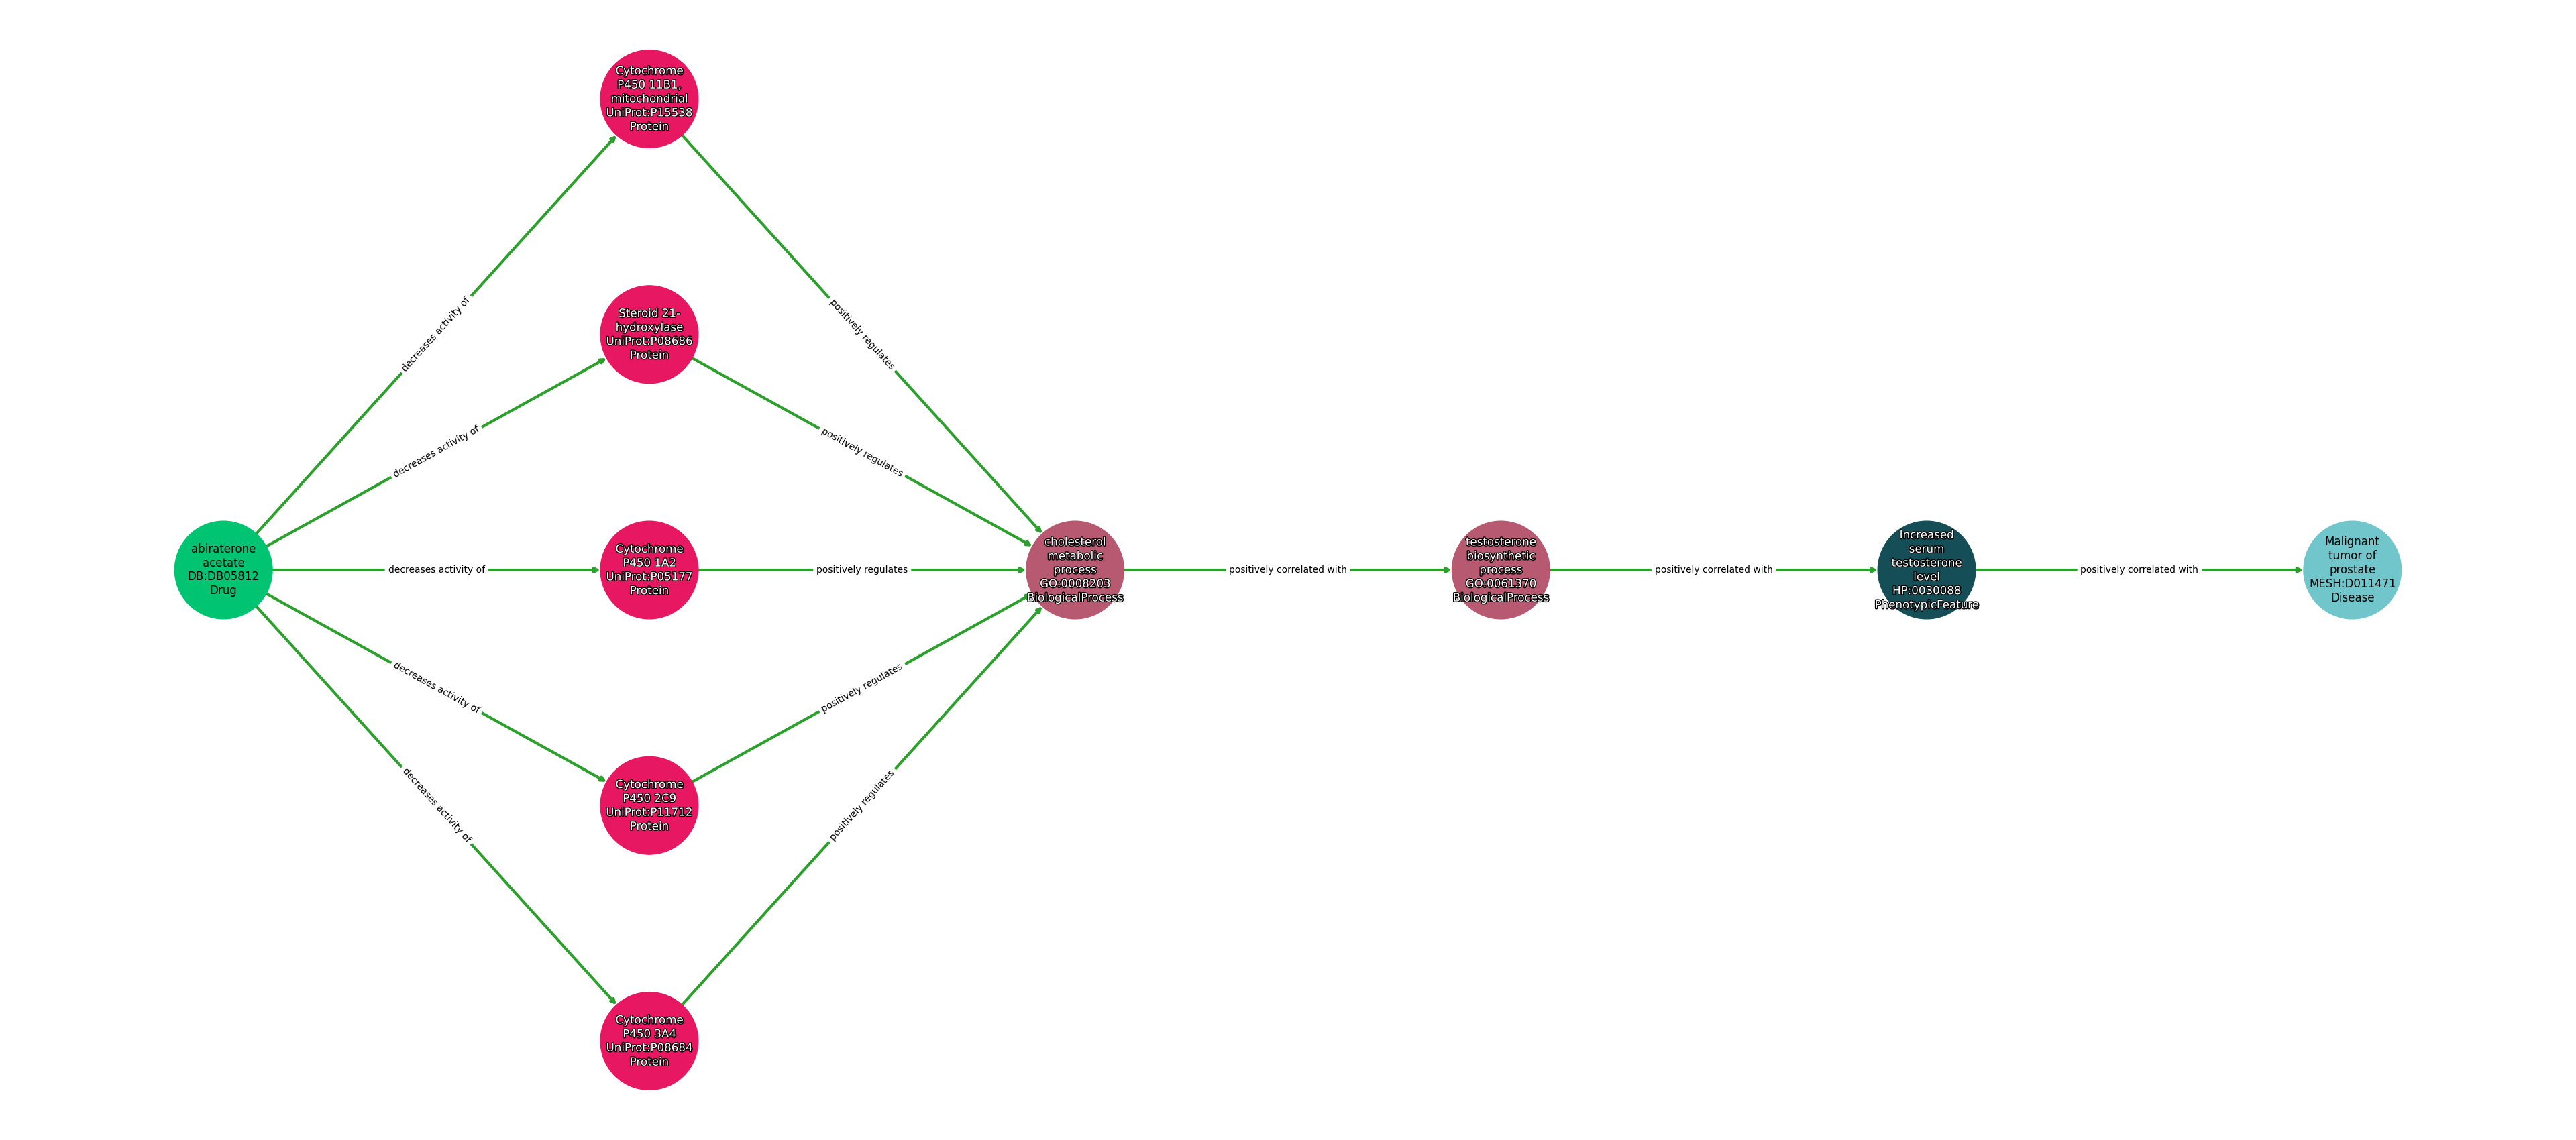 Cytochrome
P450 11B1,
mitochondrial
UniProt:P15538
Protein
decreases activity of
positively regulates
Steroid 21-
hydroxylase
UniProt:P08686
Protein
decreases activity of
positively regulates
abiraterone
acetate
DB:DB05812
Drug
decreases activity of
Cytochrome
P450 1A2
UniProt:P05177
Protein
positively regulates
cholesterol
metabolic
process
GO:0008203
BiologicalProcess
positively correlated with
testosterone
biosynthetic
process
GO:0061370
BiologicalProcess
positively correlated with
Increased
serum
testosterone
level
HP:0030088
PhenotypicFeature
positively correlated with
Malignant
tumor of
prostate
MESH:D011471
Disease
decreases activity of
positively regulates
Cytochrome
P450 2C9
UniProt:P11712
Protein
decreases activity of
positively regulates
Cytochrome
P450 3A4
UniProt:P08684
Protein